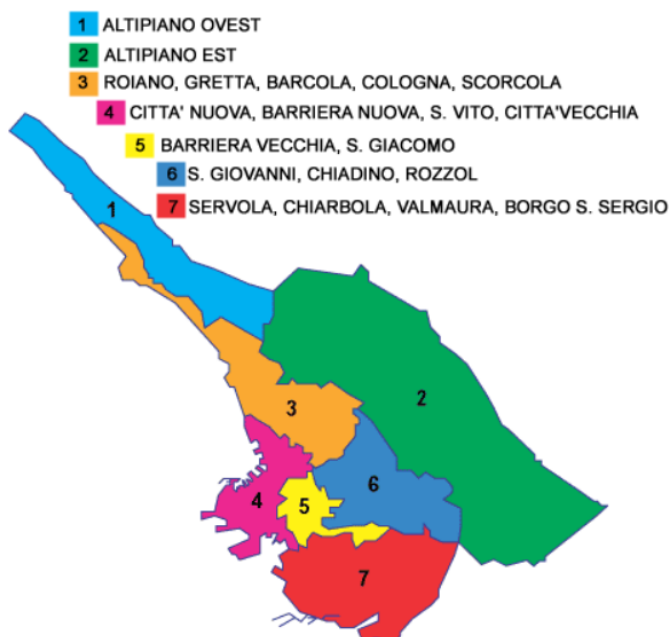 1 ALTIPIANO OVEST
2 ALTIPIANO EST
3 ROIANO, GRETTA, BARCOLA, COLOGNA, SCORCOLA
4 CITTA' NUOVA, BARRIERA NUOVA, S. VITO, CITTA'VECCHIA
5 BARRIERA VECCHIA, S. GIACOMO
6 S. GIOVANNI, CHIADINO, ROZZOL
7 SERVOLA, CHIARBOLA, VALMAURA, BORGO S. SERGIO
1
2
3
6
4
5
7